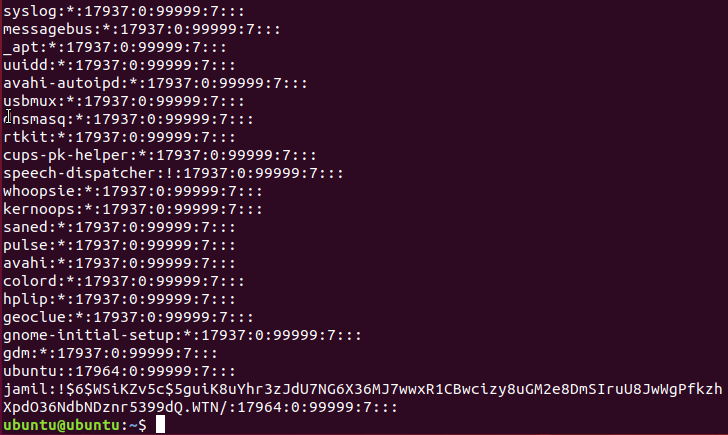 syslog:*:17937:0:99999:7:::
messagebus:*:17937:0:99999:7:::
_apt:*:17937:0:99999:7:::
uuidd:*:17937:0:99999:7:::
avahi-autoipd:*:17937:0:99999:7:::
usbmux:*:17937:0:99999:7:::
dnsmasq:*:17937:0:99999:7:::
rtkit:*:17937:0:99999:7:::
cups-pk-helper:*:17937:0:99999:7:::
speech-dispatcher:!:17937:0:99999:7:::
whoopsie:*:17937:0:99999:7:::
kernoops:*:17937:0:99999:7:::
saned:*:17937:0:99999:7:::
pulse:*:17937:0:99999:7:::
avahi:*:17937:0:99999:7:::
colord:*:17937:0:99999:7:::
hplip:*:17937:0:99999:7:::
geoclue:*:17937:0:99999:7:::
gnome-initial-setup:*:17937:0:99999:7:::
gdm:*:17937:0:99999:7:::
ubuntu::17964:0:99999:7:::
jamil:!$6$WSiKZv5c$5guiK8uYhr3zJdU7NG6X36MJ7wwxR1CBwcizy8uGM2e8DmSIruU8JwWgPfkzh
XpdO36NdbNDznr5399dQ.WTN/:17964:0:99999:7:::
ubuntu@ubuntu:~$